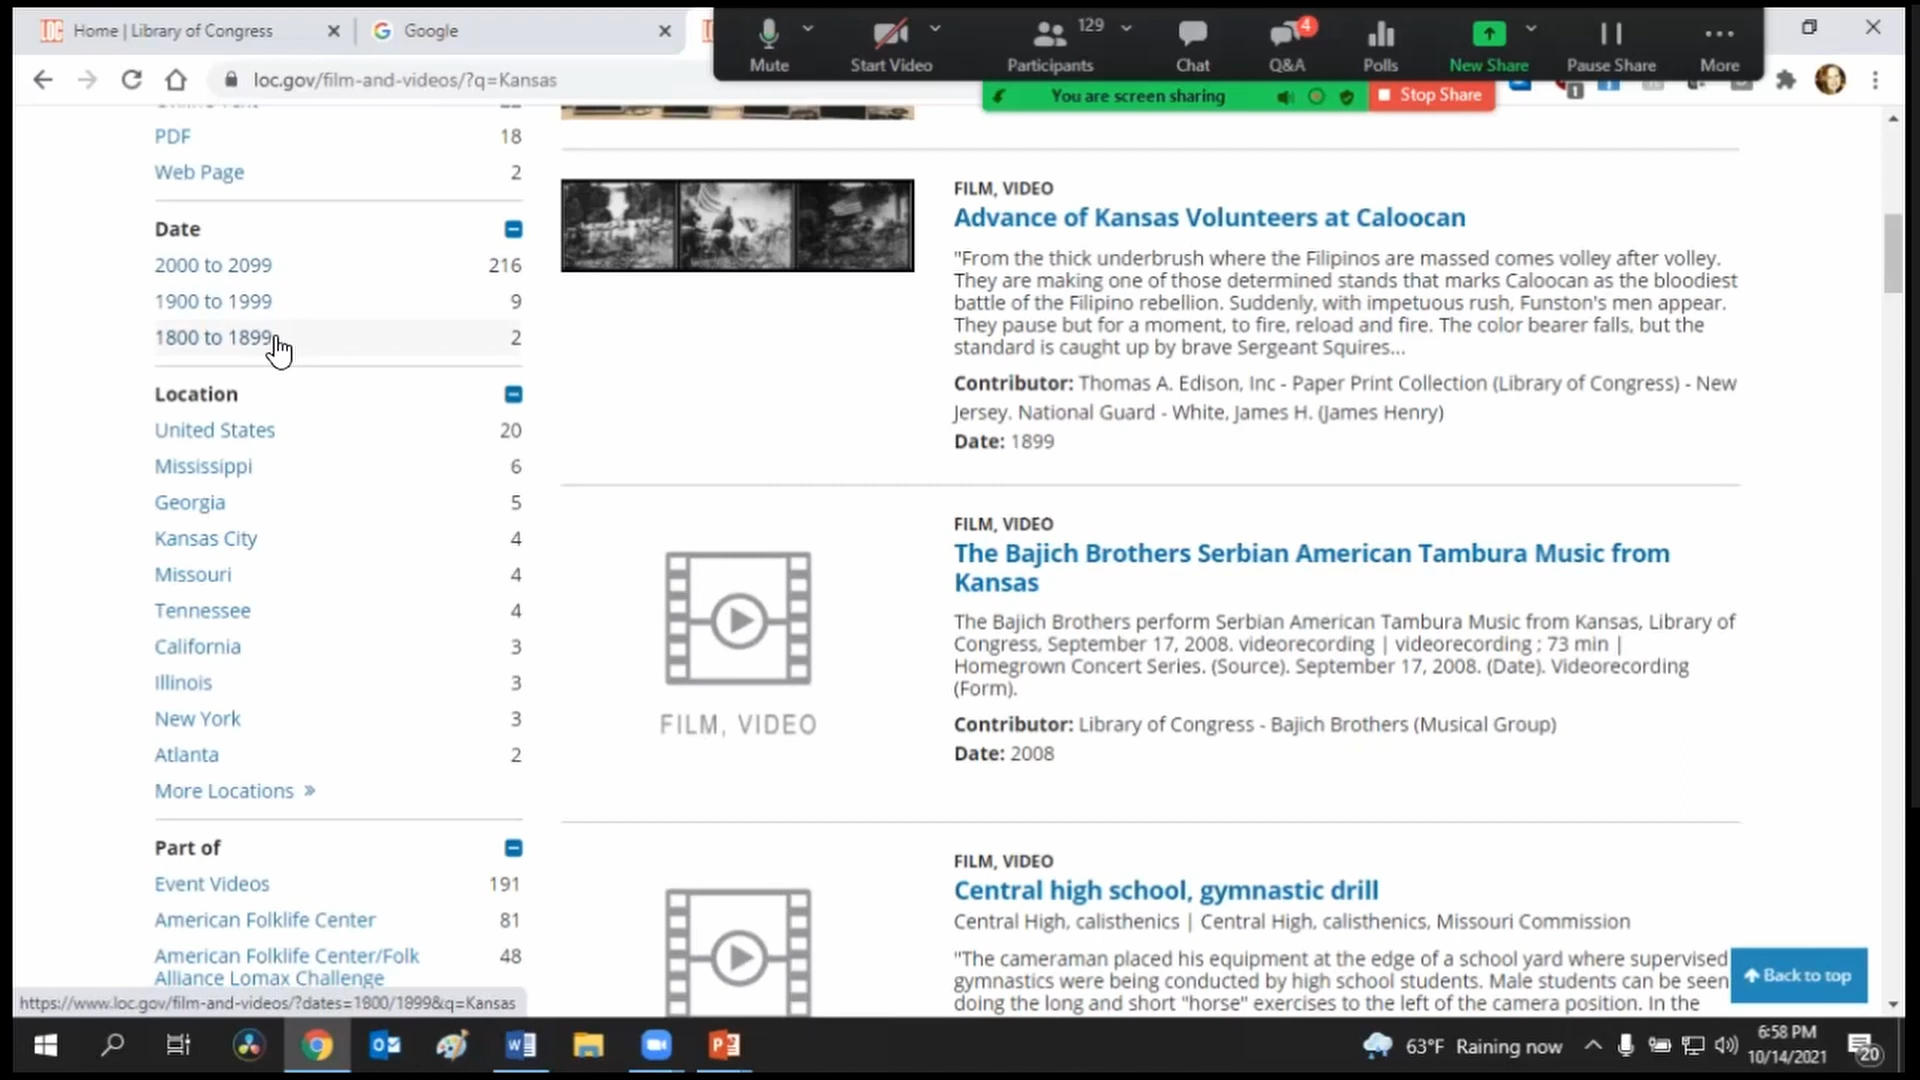 Home | Library of Congress
Google
Mute
Start Video
129
Participants
Chat
4
Q&A
Polls
New Share
Pause Share
More
loc.gov/film-and-videos/?q=Kansas
You are screen sharing
Stop Share
1
PDF 18
Web Page 2
Date
2000 to 2099 216
1900 to 1999 9
1800 to 1899 2
Location
United States 20
Mississippi 6
Georgia 5
Kansas City 4
Missouri 4
Tennessee 4
California 3
Illinois 3
New York 3
Atlanta 2
More Locations »
Part of
Event Videos 191
American Folklife Center 81
American Folklife Center/Folk 48
Alliance Lomax Challenge
https://www.loc.gov/film-and-videos/?dates=1800/1899&q=Kansas
FILM, VIDEO
Advance of Kansas Volunteers at Caloocan
"From the thick underbrush where the Filipinos are massed comes volley after volley.
They are making one of those determined stands that marks Caloocan as the bloodiest
battle of the Filipino rebellion. Suddenly, with impetuous rush, Funston's men appear.
They pause but for a moment, to fire, reload and fire. The color bearer falls, but the
standard is caught up by brave Sergeant Squires...
Contributor: Thomas A. Edison, Inc - Paper Print Collection (Library of Congress) - New
Jersey. National Guard - White, James H. (James Henry)
Date: 1899
FILM, VIDEO
FILM, VIDEO
The Bajich Brothers Serbian American Tambura Music from
Kansas
The Bajich Brothers perform Serbian American Tambura Music from Kansas, Library of
Congress, September 17, 2008. videorecording | videorecording ; 73 min |
Homegrown Concert Series. (Source). September 17, 2008. (Date). Videorecording
(Form).
Contributor: Library of Congress - Bajich Brothers (Musical Group)
Date: 2008
FILM, VIDEO
Central high school, gymnastic drill
Central High, calisthenics | Central High, calisthenics, Missouri Commission
"The cameraman placed his equipment at the edge of a school yard where supervised
gymnastics were being conducted by high school students. Male students can be seen
doing the long and short "horse" exercises to the left of the camera position. In the
Back to top
63°F Raining now
6:58 PM
10/14/2021
20